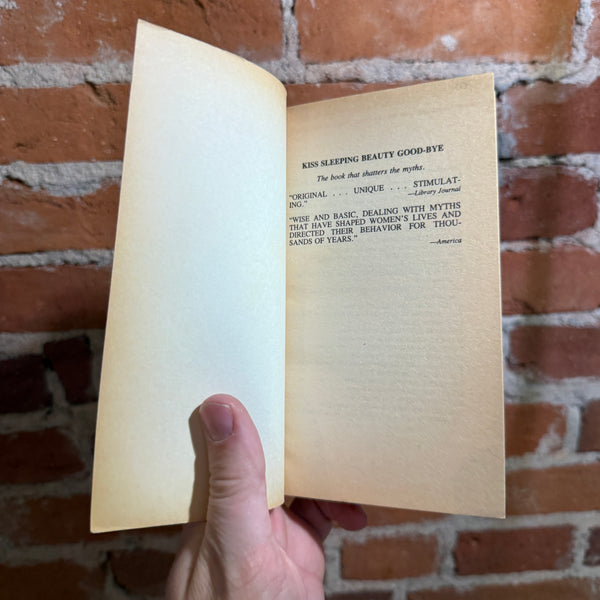 KISS SLEEPING BEAUTY GOOD-BYE
The book that shatters the myths.
"ORIGINAL . . . UNIQUE . . . STIMULAT-
ING."
—Library Journal
"WISE AND BASIC, DEALING WITH MYTHS
THAT HAVE SHAPED WOMEN'S LIVES AND
DIRECTED THEIR BEHAVIOR FOR THOU-
SANDS OF YEARS."
—America